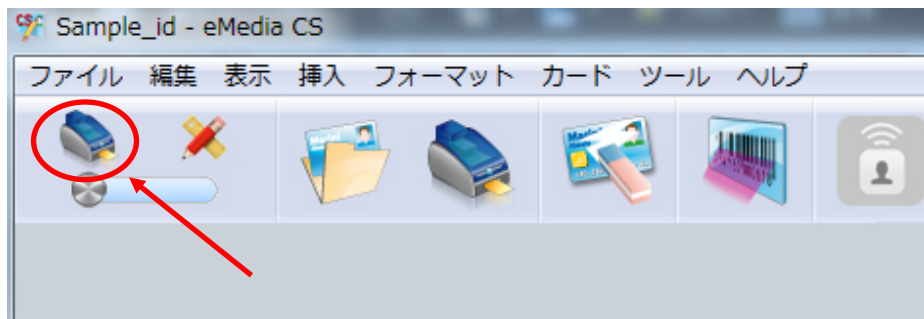 Sample_id - eMedia CS
ファイル 編集 表示 挿入 フォーマット カード ツール ヘルプ